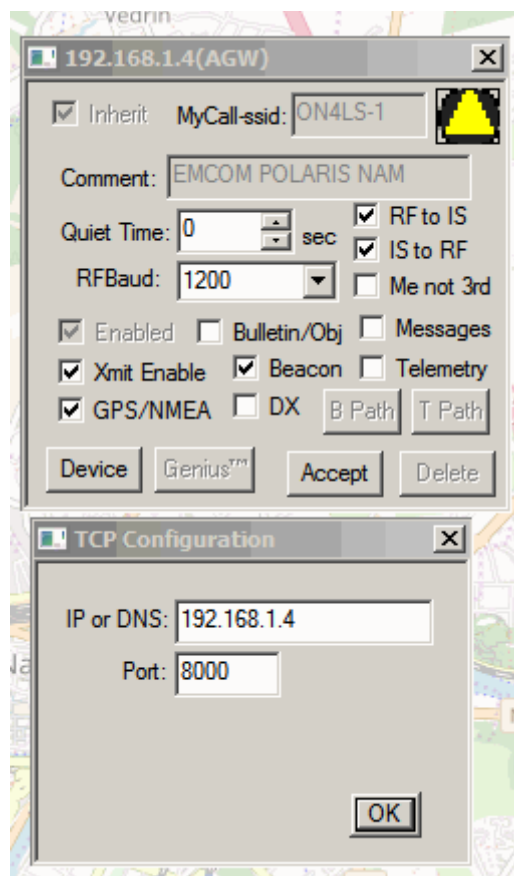 Vedrin
192.168.1.4(AGW)
Inherit MyCall-ssid: ON4LS-1
Comment: EMCOM POLARIS NAM
Quiet Time: 0 sec RF to IS
IS to RF
RFBaud: 1200 Me not 3rd
Enabled Bulletin/Obj Messages
Xmit Enable Beacon Telemetry
GPS/NMEA DX B Path T Path
Device Genius™ Accept Delete
TCP Configuration
IP or DNS: 192.168.1.4
Na
Port: 8000
OK